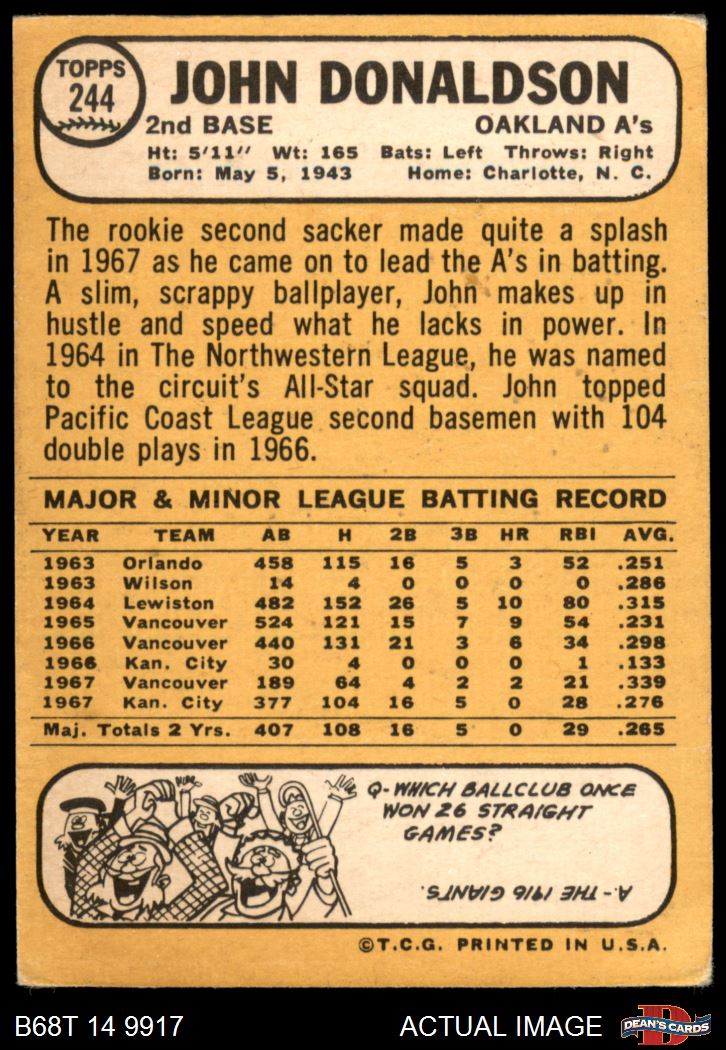 TOPPS
244
JOHN DONALDSON
2nd BASE OAKLAND A's
Ht: 5'11" Wt: 165 Bats: Left Throws: Right
Born: May 5, 1943 Home: Charlotte, N. C.
The rookie second sacker made quite a splash
in 1967 as he came on to lead the A's in batting.
A slim, scrappy ballplayer, John makes up in
hustle and speed what he lacks in power. In
1964 in The Northwestern League, he was named
to the circuit's All-Star squad. John topped
Pacific Coast League second basemen with 104
double plays in 1966.
MAJOR & MINOR LEAGUE BATTING RECORD
YEAR TEAM AB H 2B 3B HR RBI AVG.
1963 Orlando 458 115 16 5 3 52 .251
1963 Wilson 14 4 0 0 0 0 .286
1964 Lewiston 482 152 26 5 10 80 .315
1965 Vancouver 524 121 15 7 9 54 .231
1966 Vancouver 440 131 21 3 6 34 .298
1966 Kan. City 30 4 0 0 0 1 .133
1967 Vancouver 189 64 4 2 2 21 .339
1967 Kan. City 377 104 16 5 0 28 .276
Maj. Totals 2 Yrs. 407 108 16 5 0 29 .265
Q- WHICH BALLCLUB ONCE
WON 26 STRAIGHT
GAMES?
A- THE 1916 GIANTS.
©T.C.G. PRINTED IN U.S.A.
B68T 14 9917 ACTUAL IMAGE
D
DEAN'S CARDS